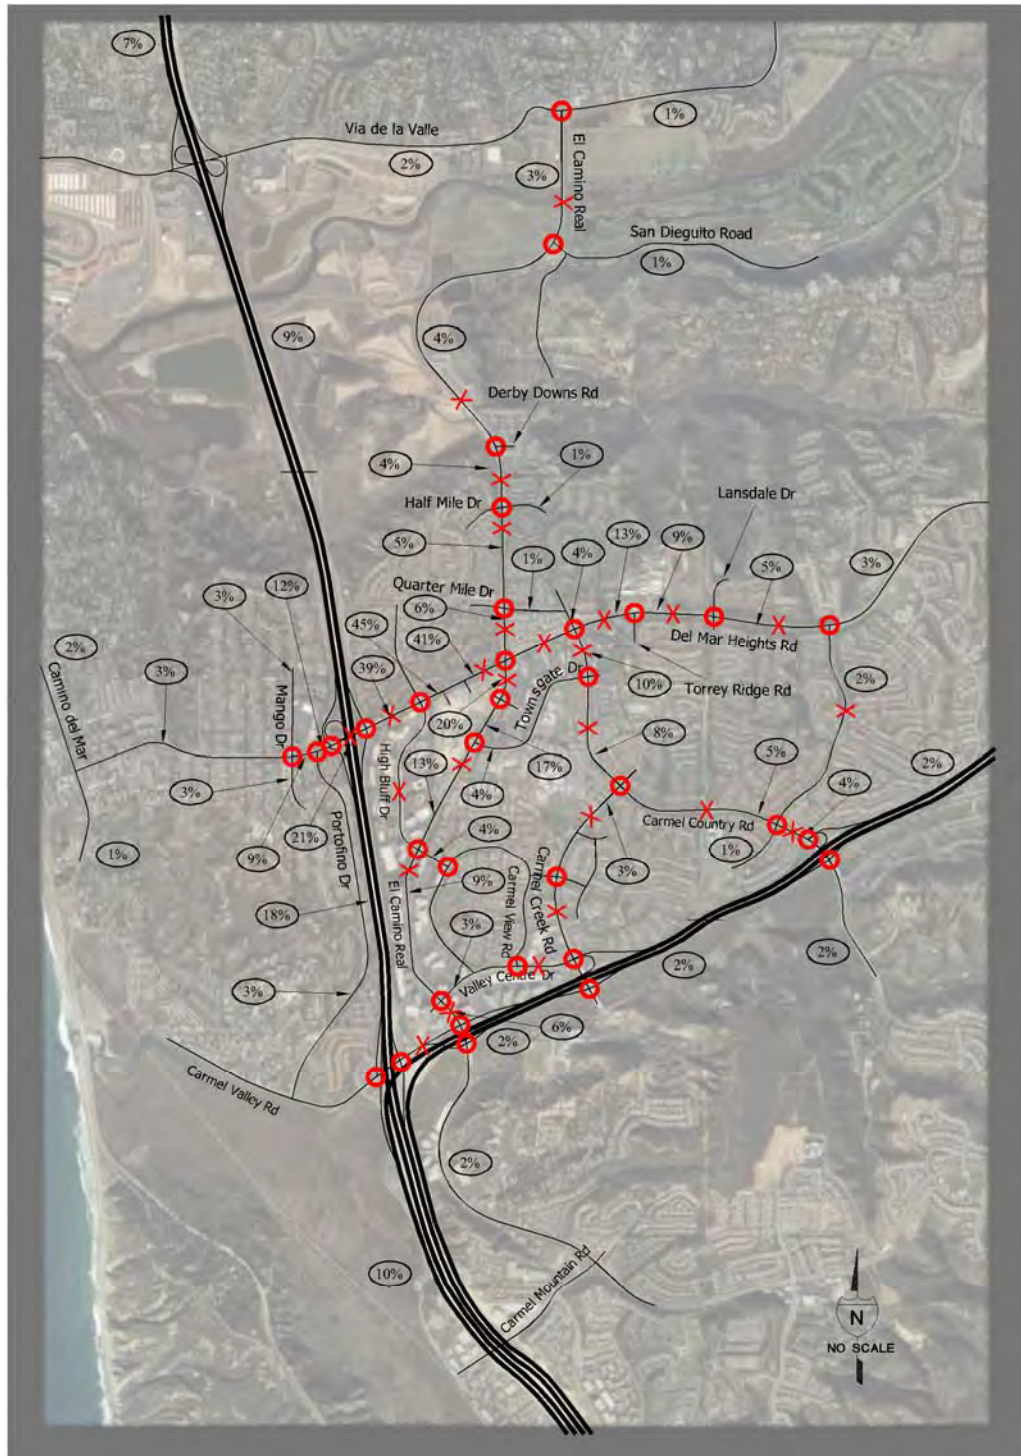 7%
1%
Via de la Valle
2%
El Camino Real
3%
San Dieguito Road
1%
9%
4%
Derby Downs Rd
1%
4%
Lansdale Dr
Half Mile Dr
13%
9%
5%
4%
1%
5%
3%
12%
3%
Quarter Mile Dr
6%
45%
41%
Del Mar Heights Rd
2%
3%
39%
Townsgate Dr
10%
Torrey Ridge Rd
2%
Camino del Mar
Mango Dr
20%
8%
High Bluff Dr
13%
17%
5%
2%
3%
4%
4%
Carmel Country Rd
1%
9%
21%
Portofino Dr
4%
1%
3%
9%
Carmel View Rd
Carmel Creek Rd
18%
El Camino Real
3%
2%
2%
3%
Valley Centre Dr
6%
2%
Carmel Valley Rd
2%
10%
Carmel Mountain Rd
N
NO SCALE